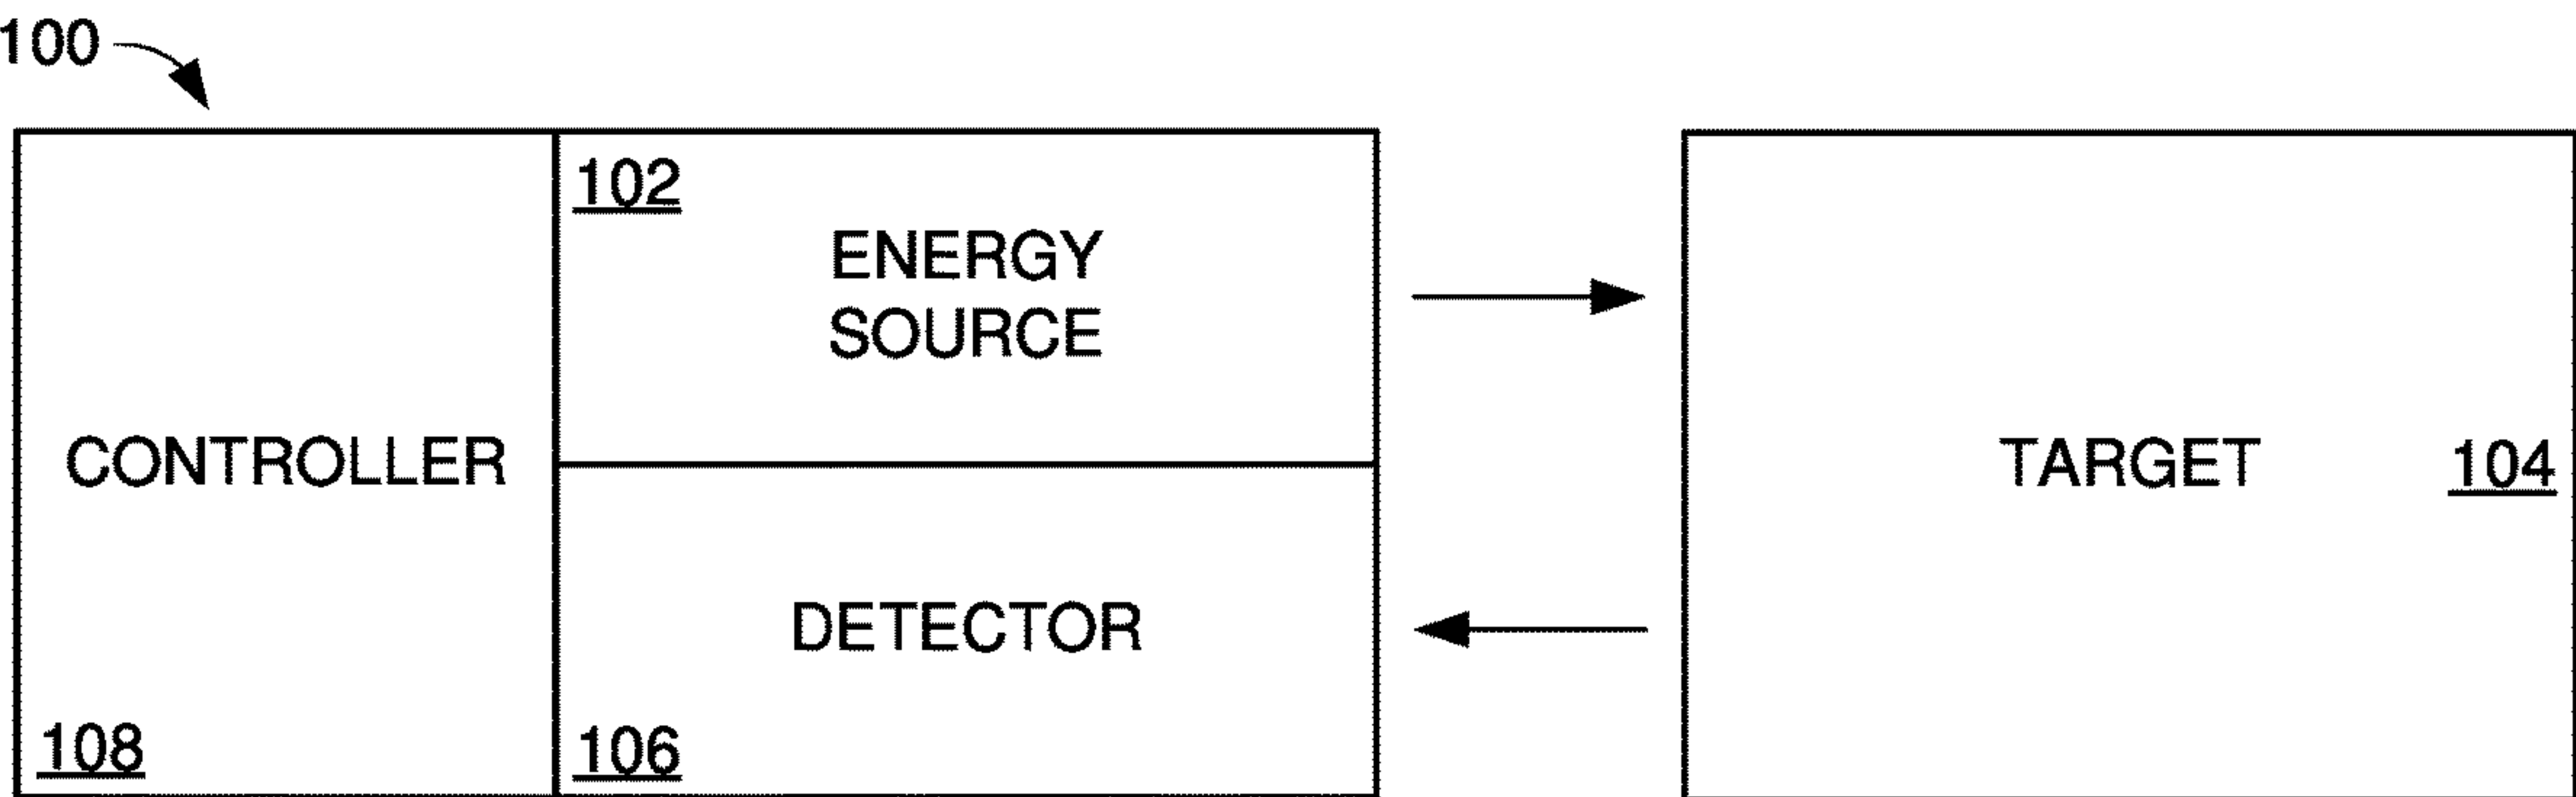 100
102
ENERGY
SOURCE
CONTROLLER
TARGET
104
DETECTOR
108
106